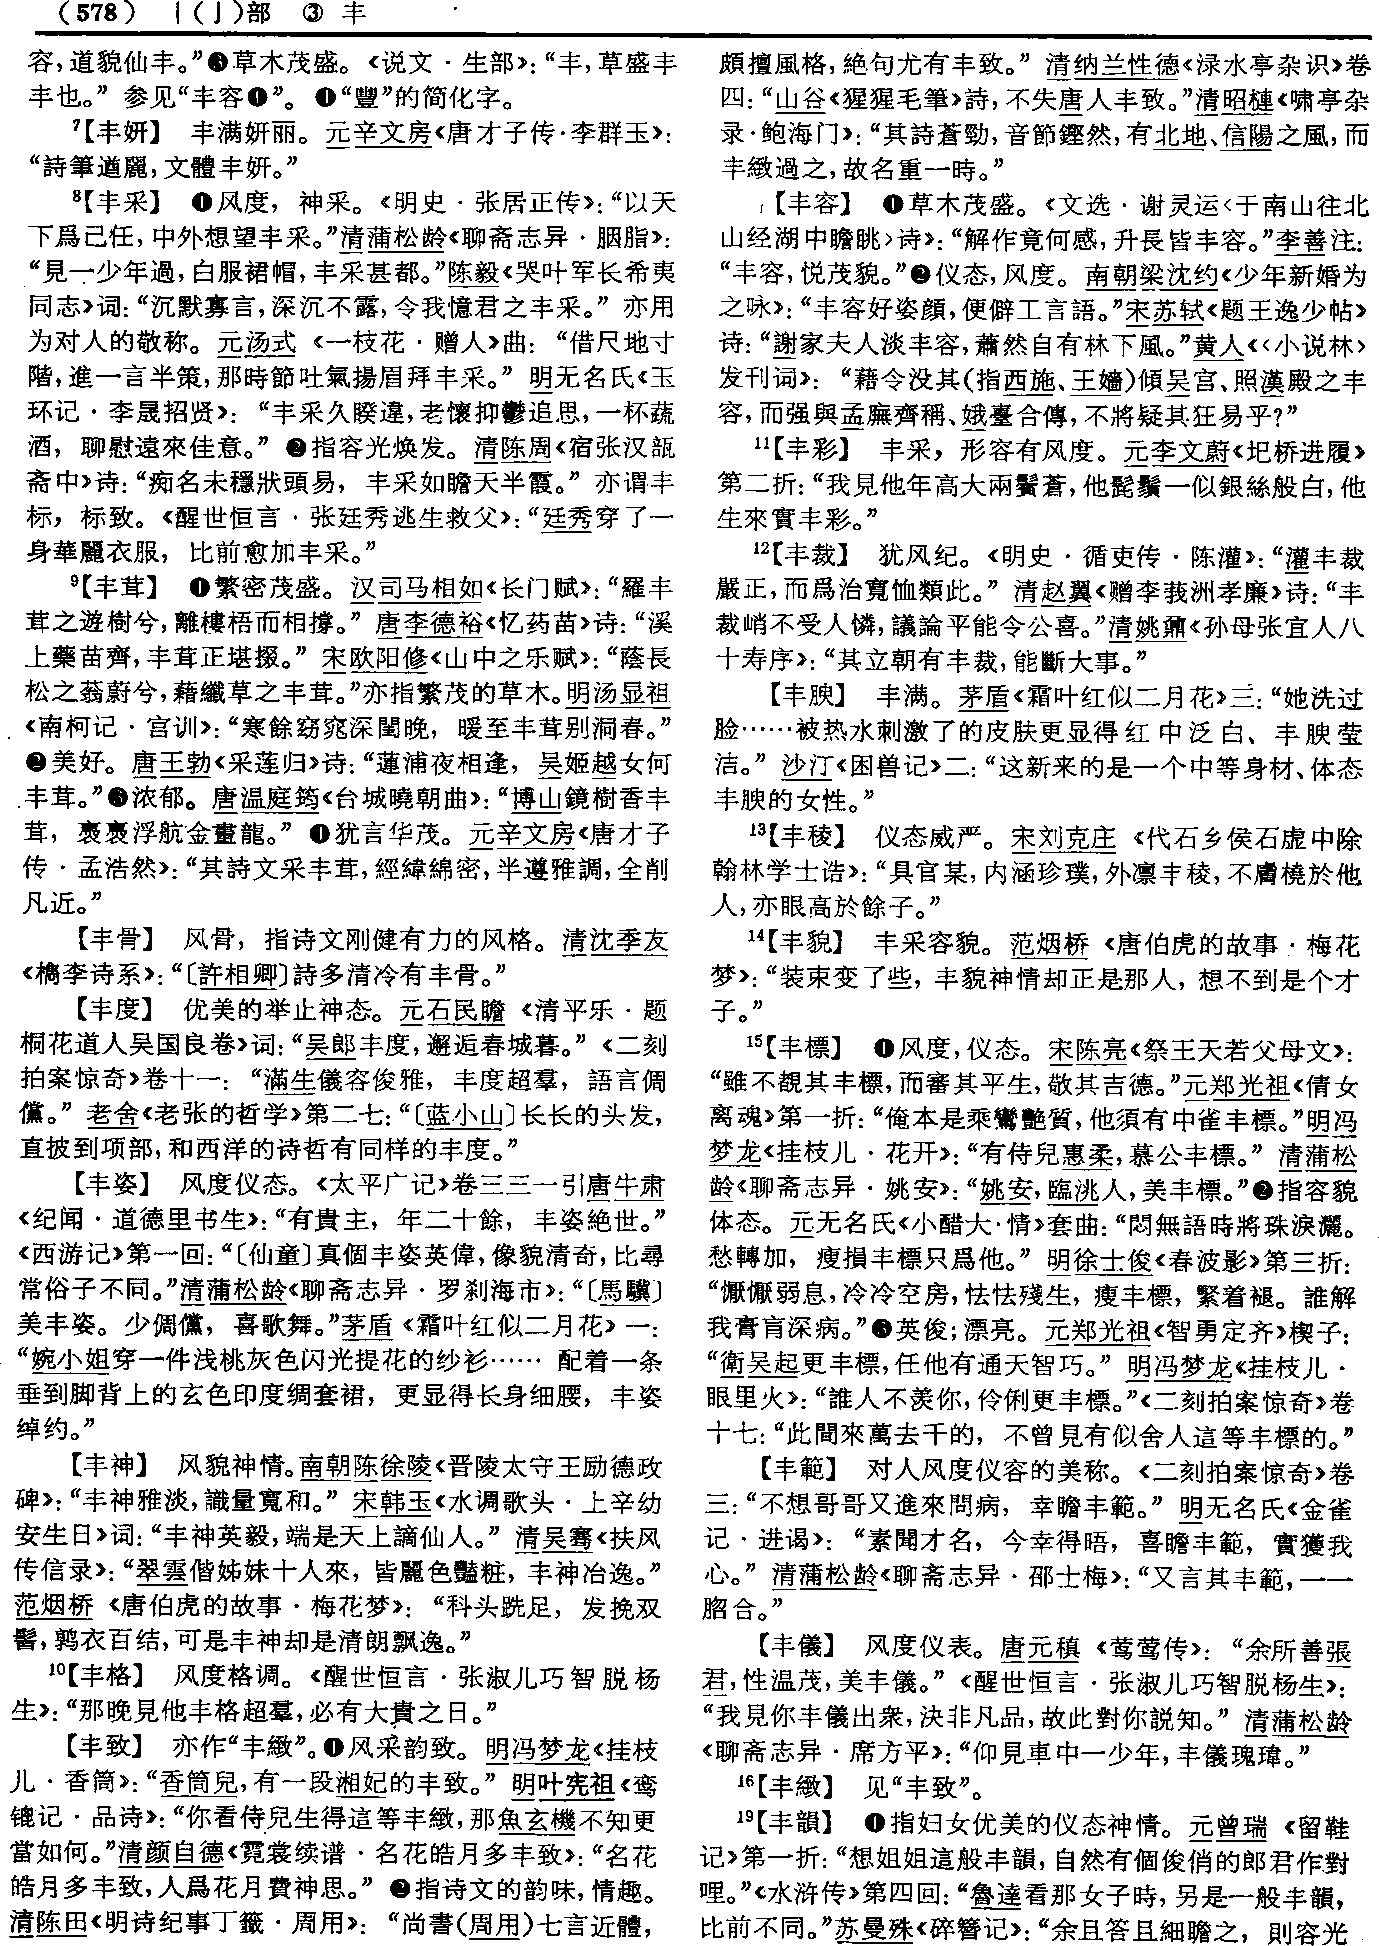 （578） 丨(亅)部 ③ 丰
容，道貌仙丰。”❸草木茂盛。《说文·生部》：“丰，草盛丰
丰也。” 参见“丰容❶”。 ❹“豐”的简化字。
7【丰妍】 丰满妍丽。元辛文房《唐才子传·李群玉》：
“詩筆遒麗，文體丰妍。”
8【丰采】 ❶风度，神采。《明史·张居正传》：“以天
下爲己任，中外想望丰采。”清蒲松龄《聊斋志异·胭脂》：
“見一少年過，白服裙帽，丰采甚都。”陈毅《哭叶军长希夷
同志》词：“沉默寡言，深沉不露，令我憶君之丰采。” 亦用
为对人的敬称。元汤式《一枝花·赠人》曲：“借尺地寸
階，進一言半策，那時節吐氣揚眉拜丰采。” 明无名氏《玉
环记·李晟招贤》：“丰采久睽違，老懷抑鬱追思，一杯蔬
酒，聊慰遠來佳意。” ❷指容光焕发。清陈周《宿张汉瓿
斋中》诗：“痴名未穩狀頭易，丰采如瞻天半霞。” 亦谓丰
标，标致。《醒世恒言·张廷秀逃生救父》：“廷秀穿了一
身華麗衣服，比前愈加丰采。”
9【丰茸】 ❶繁密茂盛。汉司马相如《长门赋》：“羅丰
茸之遊樹兮，離樓梧而相撐。” 唐李德裕《忆药苗》诗：“溪
上藥苗齊，丰茸正堪掇。” 宋欧阳修《山中之乐赋》：“蔭長
松之蓊蔚兮，藉纖草之丰茸。”亦指繁茂的草木。明汤显祖
《南柯记·宫训》：“寒餘窈窕深閨晚，暖至丰茸别洞春。”
❷美好。唐王勃《采莲归》诗：“蓮浦夜相逢，吴姬越女何
丰茸。”❸浓郁。唐温庭筠《台城曉朝曲》：“博山鏡樹香丰
茸，裊裊浮航金畫龍。” ❹犹言华茂。元辛文房《唐才子
传·孟浩然》：“其詩文采丰茸，經緯綿密，半遵雅調，全削
凡近。”
【丰骨】 风骨，指诗文刚健有力的风格。清沈季友
《檇李诗系》：“〔許相卿〕詩多清冷有丰骨。”
【丰度】 优美的举止神态。元石民瞻《清平乐·题
桐花道人吴国良卷》词：“吴郎丰度，邂逅春城暮。”《二刻
拍案惊奇》卷十一：“滿生儀容俊雅，丰度超羣，語言倜
儻。” 老舍《老张的哲学》第二七：“〔蓝小山〕长长的头发，
直披到项部，和西洋的诗哲有同样的丰度。”
【丰姿】 风度仪态。《太平广记》卷三三一引唐牛肃
《纪闻·道德里书生》：“有貴主，年二十餘，丰姿絶世。”
《西游记》第一回：“〔仙童〕真個丰姿英偉，像貌清奇，比尋
常俗子不同。”清蒲松龄《聊斋志异·罗刹海市》：“〔馬驥〕
美丰姿。少倜儻，喜歌舞。”茅盾《霜叶红似二月花》一：
“婉小姐穿一件浅桃灰色闪光提花的纱衫……配着一条
垂到脚背上的玄色印度绸套裙，更显得长身细腰，丰姿
绰约。”
【丰神】 风貌神情。南朝陈徐陵《晋陵太守王励德政
碑》：“丰神雅淡，識量寬和。” 宋韩玉《水调歌头·上辛幼
安生日》词：“丰神英毅，端是天上謫仙人。” 清吴骞《扶风
传信录》：“翠雲偕姊妹十人來，皆麗色豔粧，丰神冶逸。”
范烟桥《唐伯虎的故事·梅花梦》：“科头跣足，发挽双
髻，鹑衣百结，可是丰神却是清朗飘逸。”
10【丰格】 风度格调。《醒世恒言·张淑儿巧智脱杨
生》：“那晚見他丰格超羣，必有大貴之日。”
【丰致】 亦作“丰緻”。❶风采韵致。明冯梦龙《挂枝
儿·香筒》：“香筒兒，有一段湘妃的丰致。” 明叶宪祖《鸾
鎞记·品诗》：“你看侍兒生得這等丰緻，那魚玄機不知更
當如何。”清颜自德《霓裳续谱·名花皓月多丰致》：“名花
皓月多丰致，人爲花月費神思。” ❷指诗文的韵味，情趣。
清陈田《明诗纪事丁籤·周用》：“尚書(周用)七言近體，
頗擅風格，絶句尤有丰致。” 清纳兰性德《渌水亭杂识》卷
四：“山谷《猩猩毛筆》詩，不失唐人丰致。”清昭槤《啸亭杂
录·鲍海门》：“其詩蒼勁，音節鏗然，有北地、信陽之風，而
丰緻過之，故名重一時。”
【丰容】 ❶草木茂盛。《文选·谢灵运〈于南山往北
山经湖中瞻眺〉诗》：“解作竟何感，升長皆丰容。”李善注：
“丰容，悦茂貌。”❷仪态，风度。 南朝梁沈约《少年新婚为
之咏》：“丰容好姿顔，便僻工言語。”宋苏轼《题王逸少帖》
诗：“謝家夫人淡丰容，蕭然自有林下風。”黄人《〈小说林〉
发刊词》：“藉令没其(指西施、王嬙)傾吴宫、照漢殿之丰
容，而强與孟廡齊稱、娥臺合傳，不將疑其狂易乎？”
11【丰彩】 丰采，形容有风度。元李文蔚《圯桥进履》
第二折：“我見他年高大兩鬢蒼，他髭鬚一似銀絲般白，他
生來實丰彩。”
12【丰裁】 犹风纪。《明史·循吏传·陈灌》：“灌丰裁
嚴正，而爲治寬恤類此。” 清赵翼《赠李莪洲孝廉》诗：“丰
裁峭不受人憐，議論平能令公喜。”清姚鼐《孙母张宜人八
十寿序》：“其立朝有丰裁，能斷大事。”
【丰腴】 丰满。茅盾《霜叶红似二月花》三：“她洗过
脸……被热水刺激了的皮肤更显得红中泛白、丰腴莹
洁。” 沙汀《困兽记》二：“这新来的是一个中等身材、体态
丰腴的女性。”
13【丰稜】 仪态威严。宋刘克庄《代石乡侯石虚中除
翰林学士诰》：“具官某，内涵珍璞，外凛丰稜，不膚橈於他
人，亦眼高於餘子。”
14【丰貌】 丰采容貌。范烟桥《唐伯虎的故事·梅花
梦》：“装束变了些，丰貌神情却正是那人，想不到是个才
子。”
15【丰標】 ❶风度，仪态。宋陈亮《祭王天若父母文》：
“雖不覩其丰標，而審其平生，敬其吉德。”元郑光祖《倩女
离魂》第一折：“俺本是乘鸞艷質，他須有中雀丰標。”明冯
梦龙《挂枝儿·花开》：“有侍兒惠柔，慕公丰標。” 清蒲松
龄《聊斋志异·姚安》：“姚安，臨洮人，美丰標。”❷指容貌
体态。元无名氏《小醋大·情》套曲：“悶無語時將珠淚灑。
愁轉加，瘦損丰標只爲他。” 明徐士俊《春波影》第三折：
“懨懨弱息，冷冷空房，怯怯殘生，瘦丰標，緊着褪。誰解
我膏肓深病。”❸英俊；漂亮。元郑光祖《智勇定齐》楔子：
“衛吴起更丰標，任他有通天智巧。” 明冯梦龙《挂枝儿·
眼里火》：“誰人不羡你，伶俐更丰標。”《二刻拍案惊奇》卷
十七：“此間來萬去千的，不曾見有似舍人這等丰標的。”
【丰範】 对人风度仪容的美称。《二刻拍案惊奇》卷
三：“不想哥哥又進來問病，幸瞻丰範。” 明无名氏《金雀
记·进谒》：“素聞才名，今幸得晤，喜瞻丰範，實獲我
心。” 清蒲松龄《聊斋志异·邵士梅》：“又言其丰範，一一
脗合。”
【丰儀】 风度仪表。唐元稹《莺莺传》：“余所善張
君，性温茂，美丰儀。”《醒世恒言·张淑儿巧智脱杨生》：
“我見你丰儀出衆，決非凡品，故此對你説知。” 清蒲松龄
《聊斋志异·席方平》：“仰見車中一少年，丰儀瑰瑋。”
16【丰緻】 见“丰致”。
19【丰韻】 ❶指妇女优美的仪态神情。元曾瑞《留鞋
记》第一折：“想姐姐這般丰韻，自然有個俊俏的郎君作對
哩。”《水浒传》第四回：“魯達看那女子時，另是一般丰韻，
比前不同。”苏曼殊《碎簪记》：“余且答且細瞻之，則容光